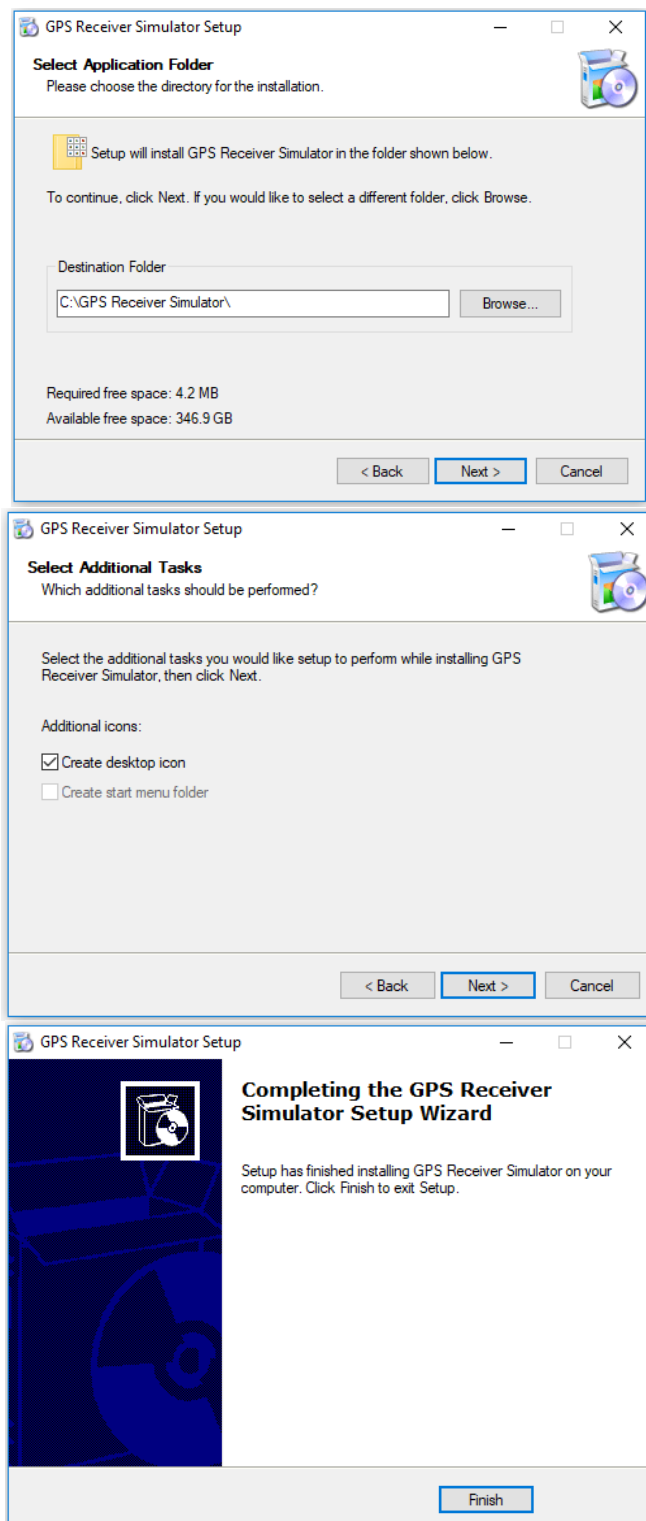 GPS Receiver Simulator Setup
Select Application Folder
Please choose the directory for the installation.
Setup will install GPS Receiver Simulator in the folder shown below.
To continue, click Next. If you would like to select a different folder, click Browse.
Destination Folder
C:\GPS Receiver Simulator\
Browse...
Required free space: 4.2 MB
Available free space: 346.9 GB
< Back Next > Cancel
GPS Receiver Simulator Setup
Select Additional Tasks
Which additional tasks should be performed?
Select the additional tasks you would like setup to perform while installing GPS
Receiver Simulator, then click Next.
Additional icons:
Create desktop icon
Create start menu folder
< Back Next > Cancel
GPS Receiver Simulator Setup
Completing the GPS Receiver
Simulator Setup Wizard
Setup has finished installing GPS Receiver Simulator on your
computer. Click Finish to exit Setup.
Finish